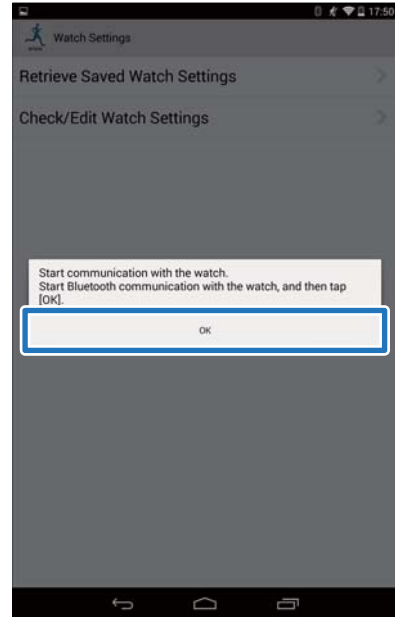 17:50
Watch Settings
Retrieve Saved Watch Settings
Check/Edit Watch Settings
Start communication with the watch.
Start Bluetooth communication with the watch, and then tap
[OK].
OK